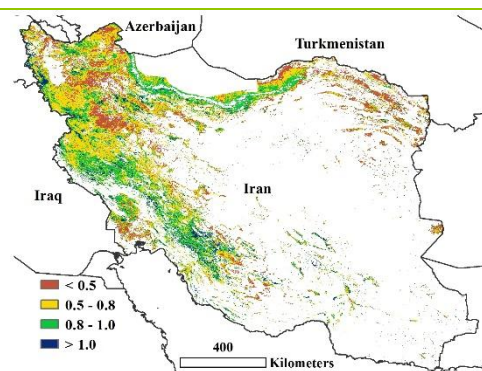 Azerbaijan
Turkmenistan
Iraq
Iran
< 0.5
0.5 - 0.8
0.8 - 1.0
> 1.0
400
Kilometers